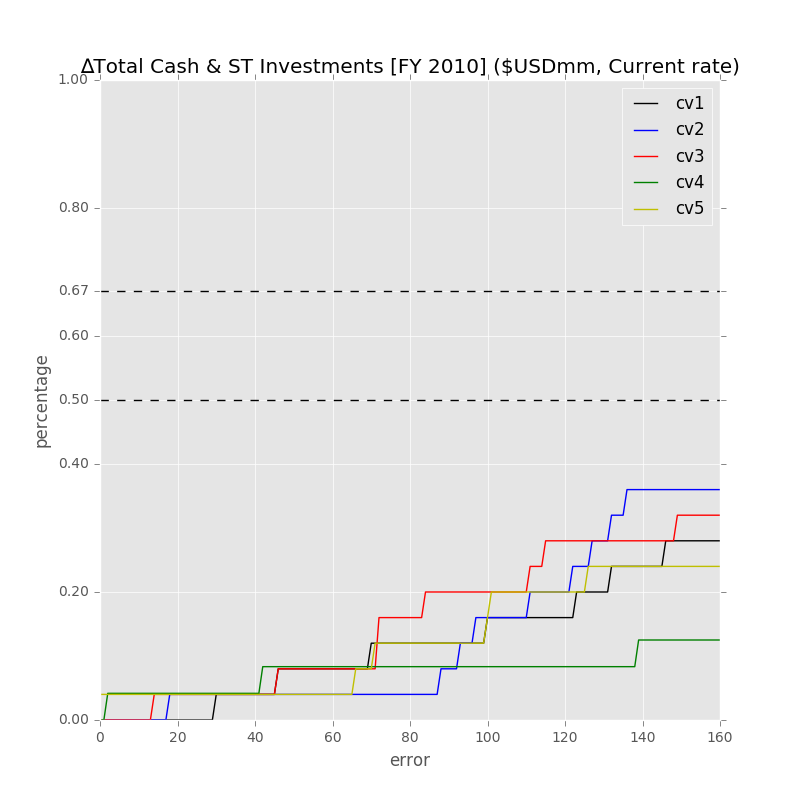 ΔTotal Cash & ST Investments [FY 2010] ($USDmm, Current rate)
1.00
cv1
cv2
cv3
cv4
cv5
0.80
0.67
0.60
0.50
0.40
0.20
0.00
percentage
0 20 40 60 80 100 120 140 160
error